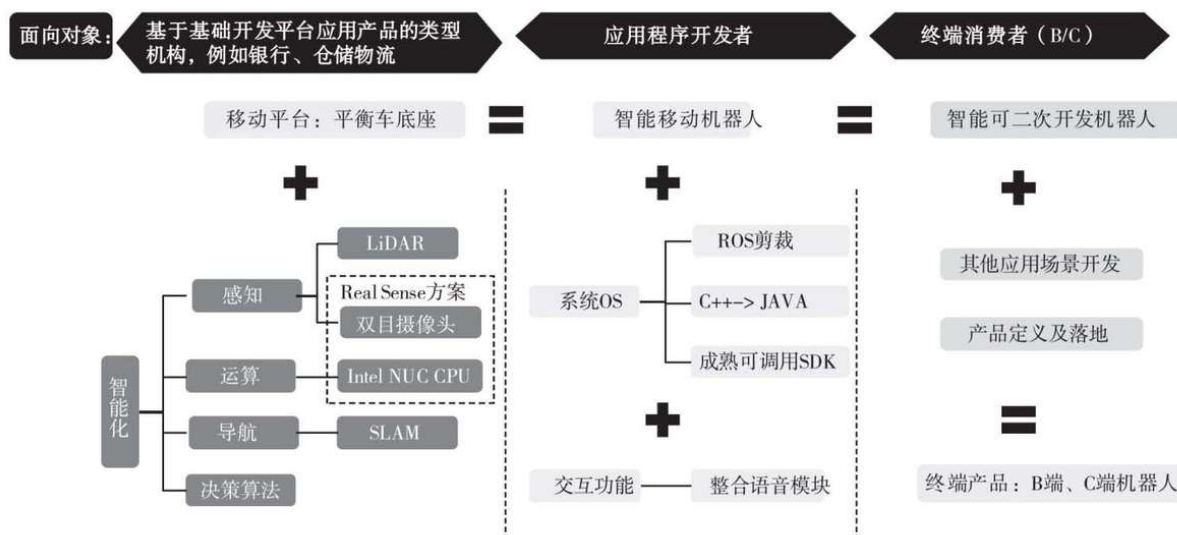 面向对象：
基于基础开发平台应用产品的类型
机构，例如银行、仓储物流
应用程序开发者
终端消费者（B/C）
移动平台：平衡车底座
=
智能移动机器人
=
智能可二次开发机器人
+
+
+
LiDAR
感知
Real Sense方案
双目摄像头
运算
Intel NUC CPU
智能化
导航
SLAM
决策算法
ROS剪裁
系统OS
C++-> JAVA
成熟可调用SDK
+
交互功能
整合语音模块
其他应用场景开发
产品定义及落地
=
终端产品：B端、C端机器人